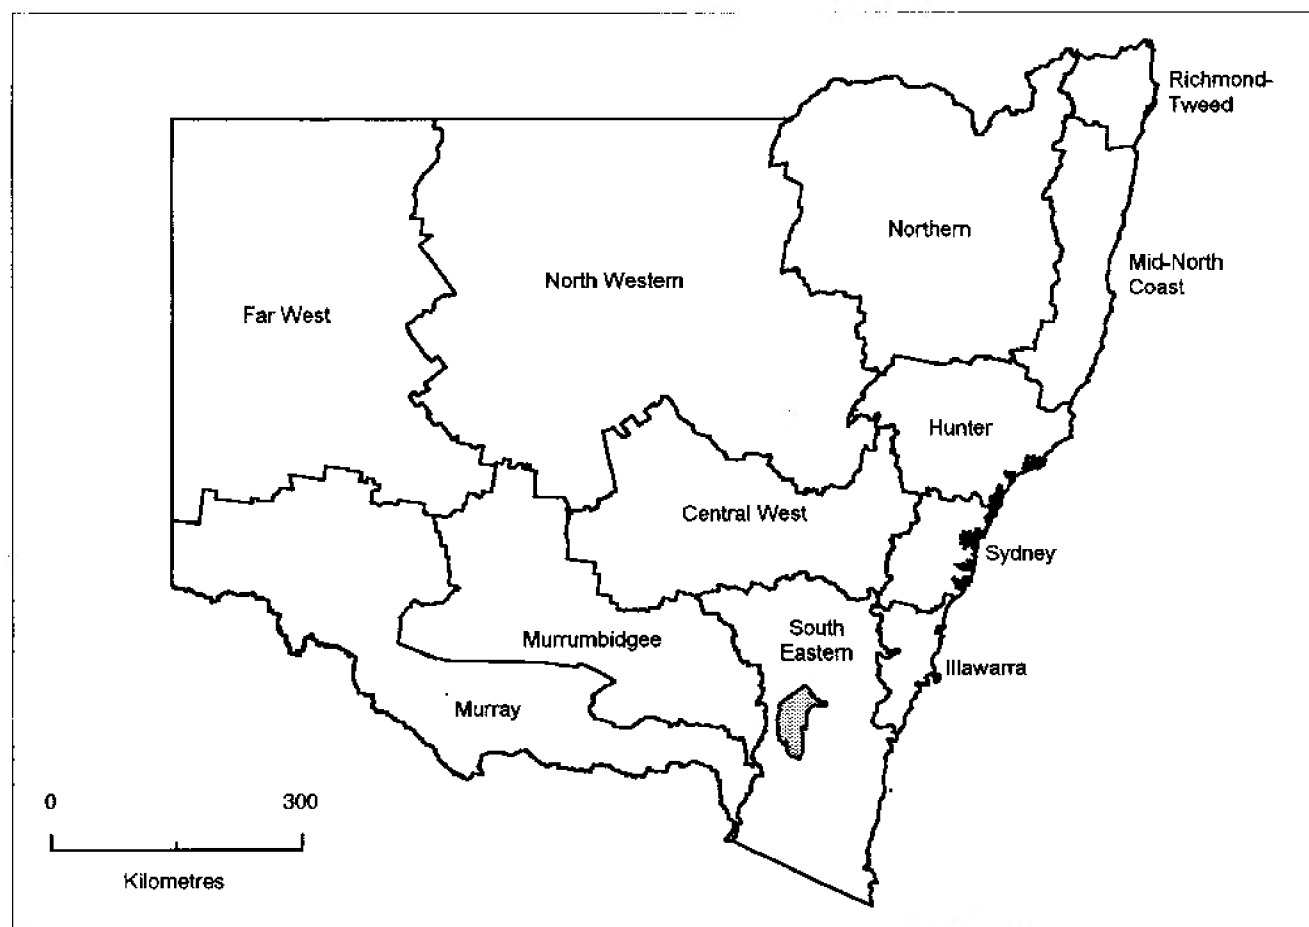 Richmond-
Tweed
Northern
Mid-North
Coast
North Western
Far West
Hunter
Central West
Sydney
South
Eastern
Murrumbidgee
Illawarra
Murray
0 300
Kilometres